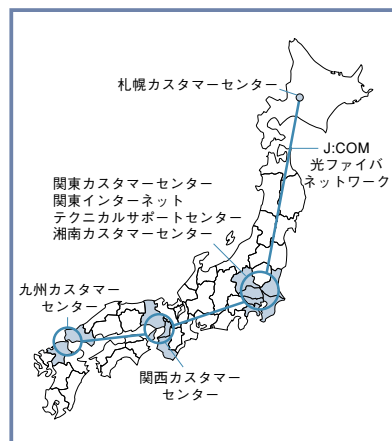 札幌カスタマーセンター
J:COM
光ファイバ
ネットワーク
関東カスタマーセンター
関東インターネット
テクニカルサポートセンター
湘南カスタマーセンター
九州カスタマー
センター
関西カスタマー
センター